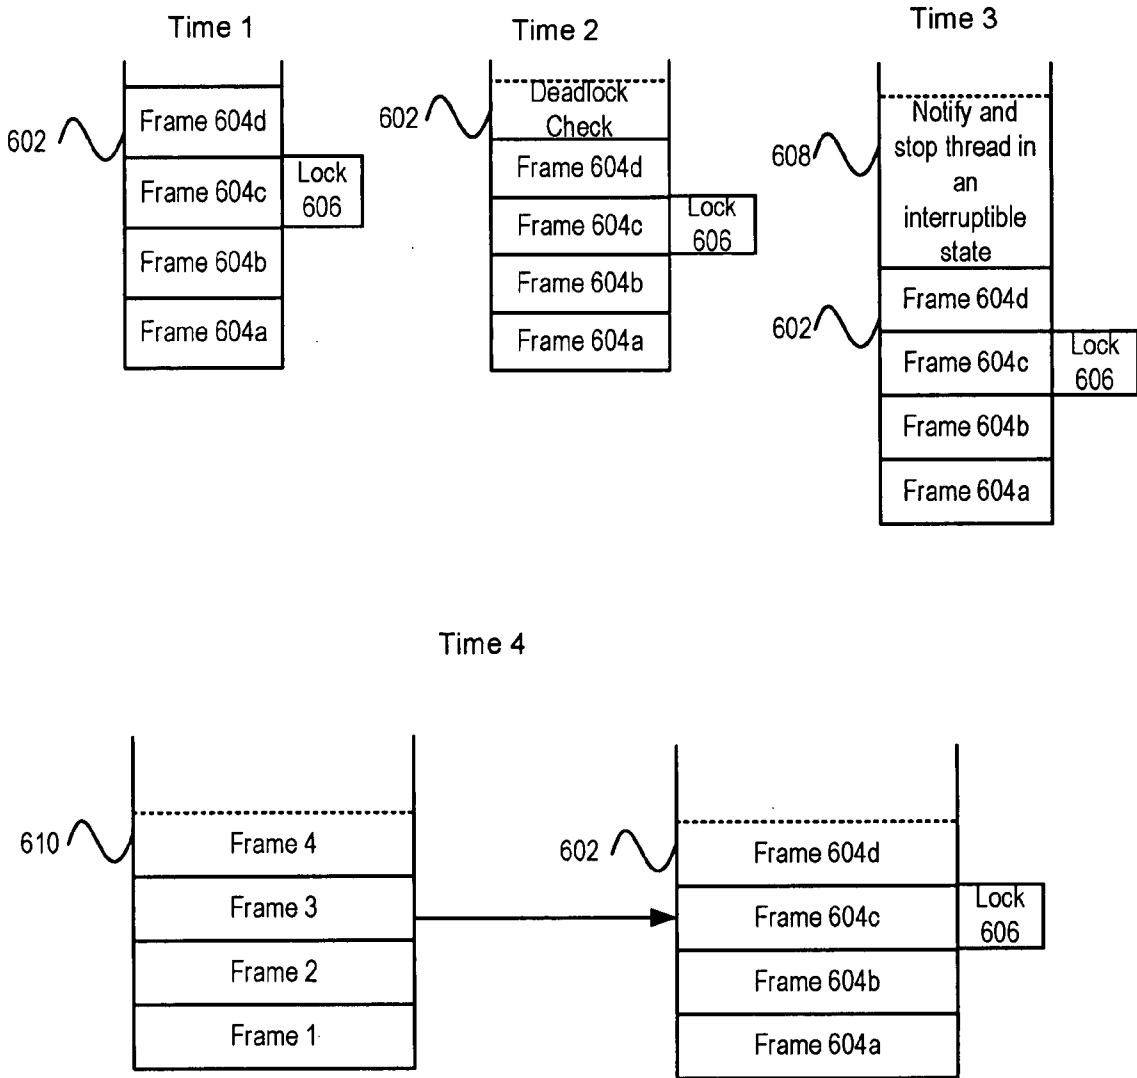 Time 1
602
Frame 604d
Frame 604c
Lock
606
Frame 604b
Frame 604a
Time 2
602
Deadlock
Check
Frame 604d
Frame 604c
Lock
606
Frame 604b
Frame 604a
Time 3
608
Notify and
stop thread in
an
interruptible
state
602
Frame 604d
Frame 604c
Lock
606
Frame 604b
Frame 604a
Time 4
610
Frame 4
Frame 3
Frame 2
Frame 1
602
Frame 604d
Frame 604c
Lock
606
Frame 604b
Frame 604a